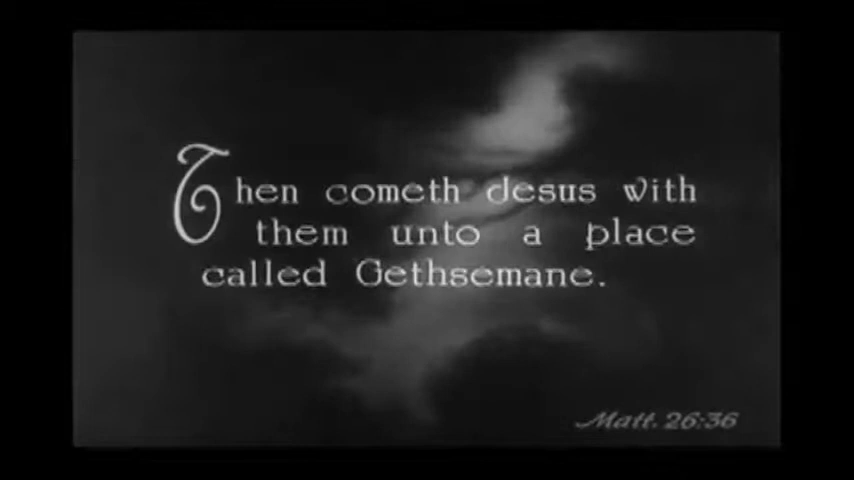 Then cometh Jesus with
them unto a place
called Gethsemane.
Matt. 26:36